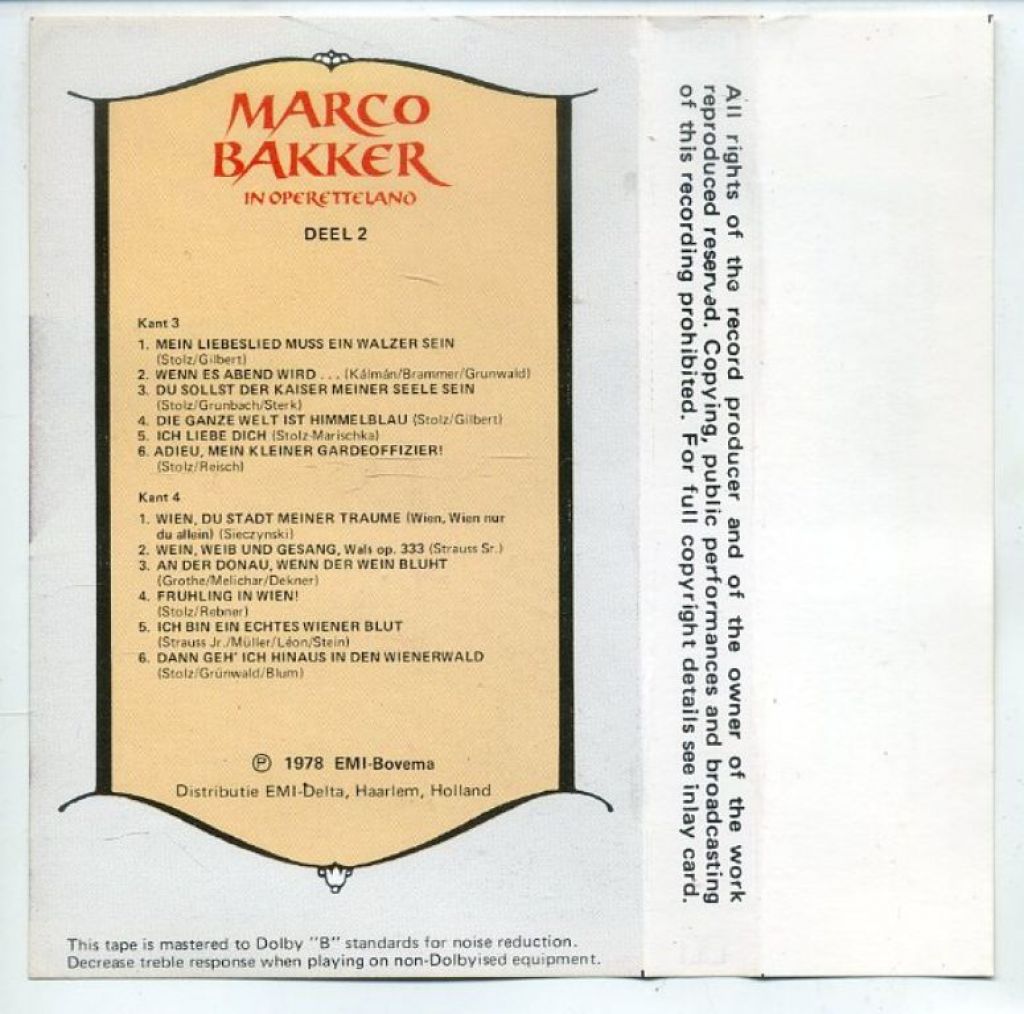 MARCO
BAKKER
IN OPERETTELAND
DEEL 2
Kant 3
1. MEIN LIEBESLIED MUSS EIN WALZER SEIN
(Stolz/Gilbert)
2. WENN ES ABEND WIRD . . . (Kálmán/Brammer/Grunwald)
3. DU SOLLST DER KAISER MEINER SEELE SEIN
(Stolz/Grunbach/Sterk)
4. DIE GANZE WELT IST HIMMELBLAU (Stolz/Gilbert)
5. ICH LIEBE DICH (Stolz-Marischka)
6. ADIEU, MEIN KLEINER GARDEOFFIZIER!
(Stolz/Reisch)
Kant 4
1. WIEN, DU STADT MEINER TRAUME (Wien, Wien nur
du allein) (Sieczynski)
2. WEIN, WEIB UND GESANG, Wals op. 333 (Strauss Sr.)
3. AN DER DONAU, WENN DER WEIN BLUHT
(Grothe/Melichar/Dekner)
4. FRUHLING IN WIEN!
(Stolz/Rebner)
5. ICH BIN EIN ECHTES WIENER BLUT
(Strauss Jr./Müller/Léon/Stein)
6. DANN GEH' ICH HINAUS IN DEN WIENERWALD
(Stolz/Grünwald/Blum)
℗ 1978 EMI-Bovema
Distributie EMI-Delta, Haarlem, Holland
This tape is mastered to Dolby "B" standards for noise reduction.
Decrease treble response when playing on non-Dolbyised equipment.
All rights of the record producer and of the owner of the work
reproduced reserved. Copying, public performances and broadcasting
of this recording prohibited. For full copyright details see inlay card.